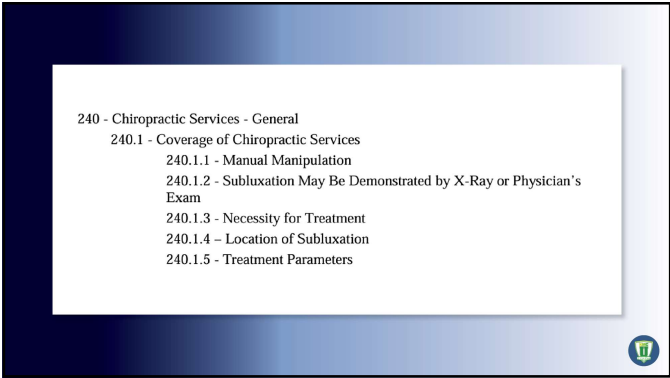 240 - Chiropractic Services - General
240.1 - Coverage of Chiropractic Services
240.1.1 - Manual Manipulation
240.1.2 - Subluxation May Be Demonstrated by X-Ray or Physician's
Exam
240.1.3 - Necessity for Treatment
240.1.4 – Location of Subluxation
240.1.5 - Treatment Parameters